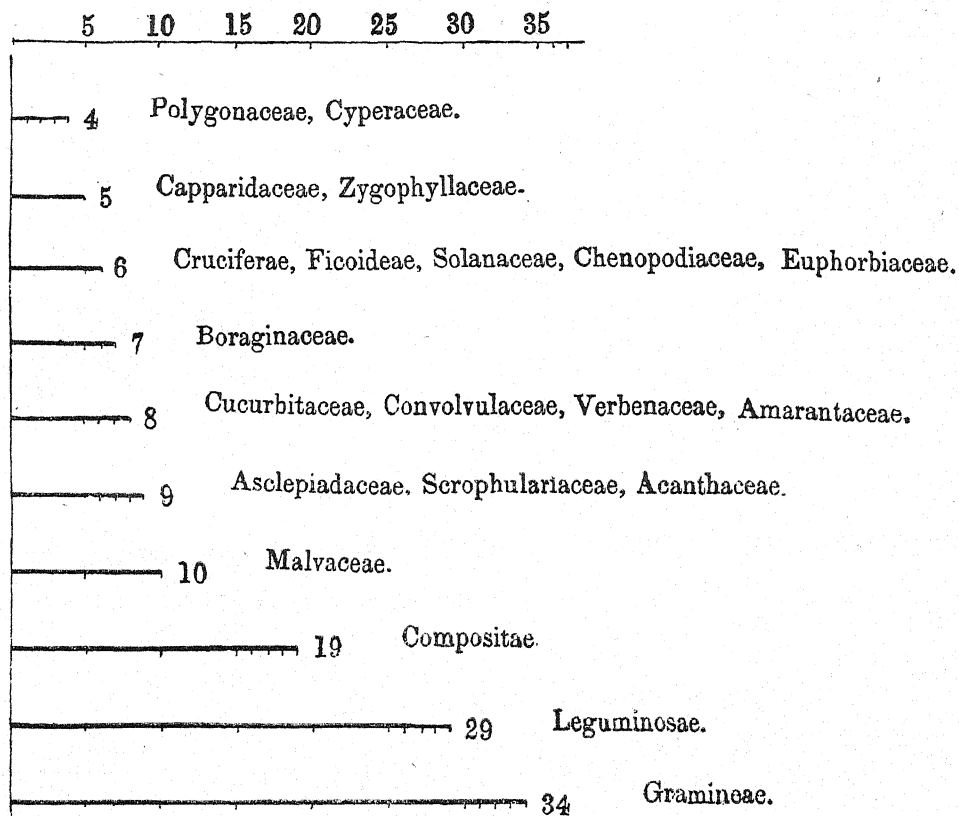 5 10 15 20 25 30 35
4 Polygonaceae, Cyperaceae.
5 Capparidaceae, Zygophyllaceae.
6 Cruciferae, Ficoideae, Solanaceae, Chenopodiaceae, Euphorbiaceae.
7 Boraginaceae.
8 Cucurbitaceae, Convolvulaceae, Verbenaceae, Amarantaceae.
9 Asclepiadaceae. Scrophulariaceae, Acanthaceae.
10 Malvaceae.
19 Compositae.
29 Leguminosae.
34 Gramineae.